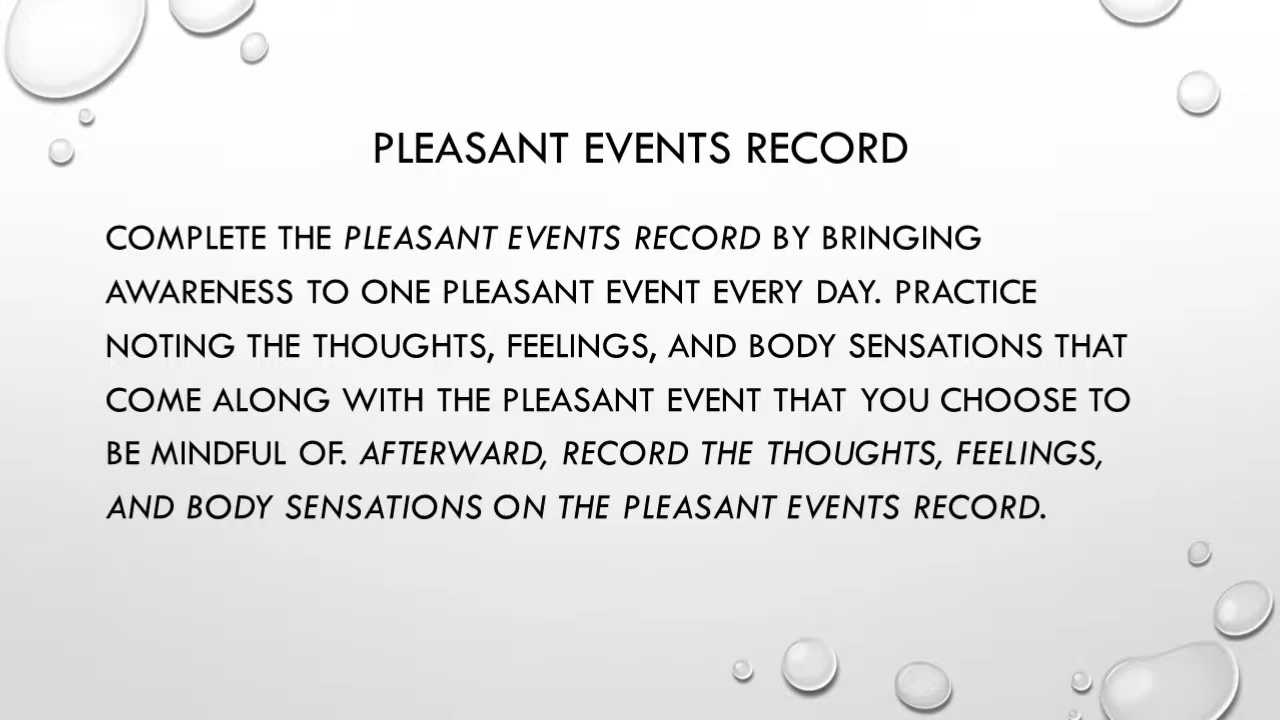 PLEASANT EVENTS RECORD
COMPLETE THE PLEASANT EVENTS RECORD BY BRINGING
AWARENESS TO ONE PLEASANT EVENT EVERY DAY. PRACTICE
NOTING THE THOUGHTS, FEELINGS, AND BODY SENSATIONS THAT
COME ALONG WITH THE PLEASANT EVENT THAT YOU CHOOSE TO
BE MINDFUL OF. AFTERWARD, RECORD THE THOUGHTS, FEELINGS,
AND BODY SENSATIONS ON THE PLEASANT EVENTS RECORD.